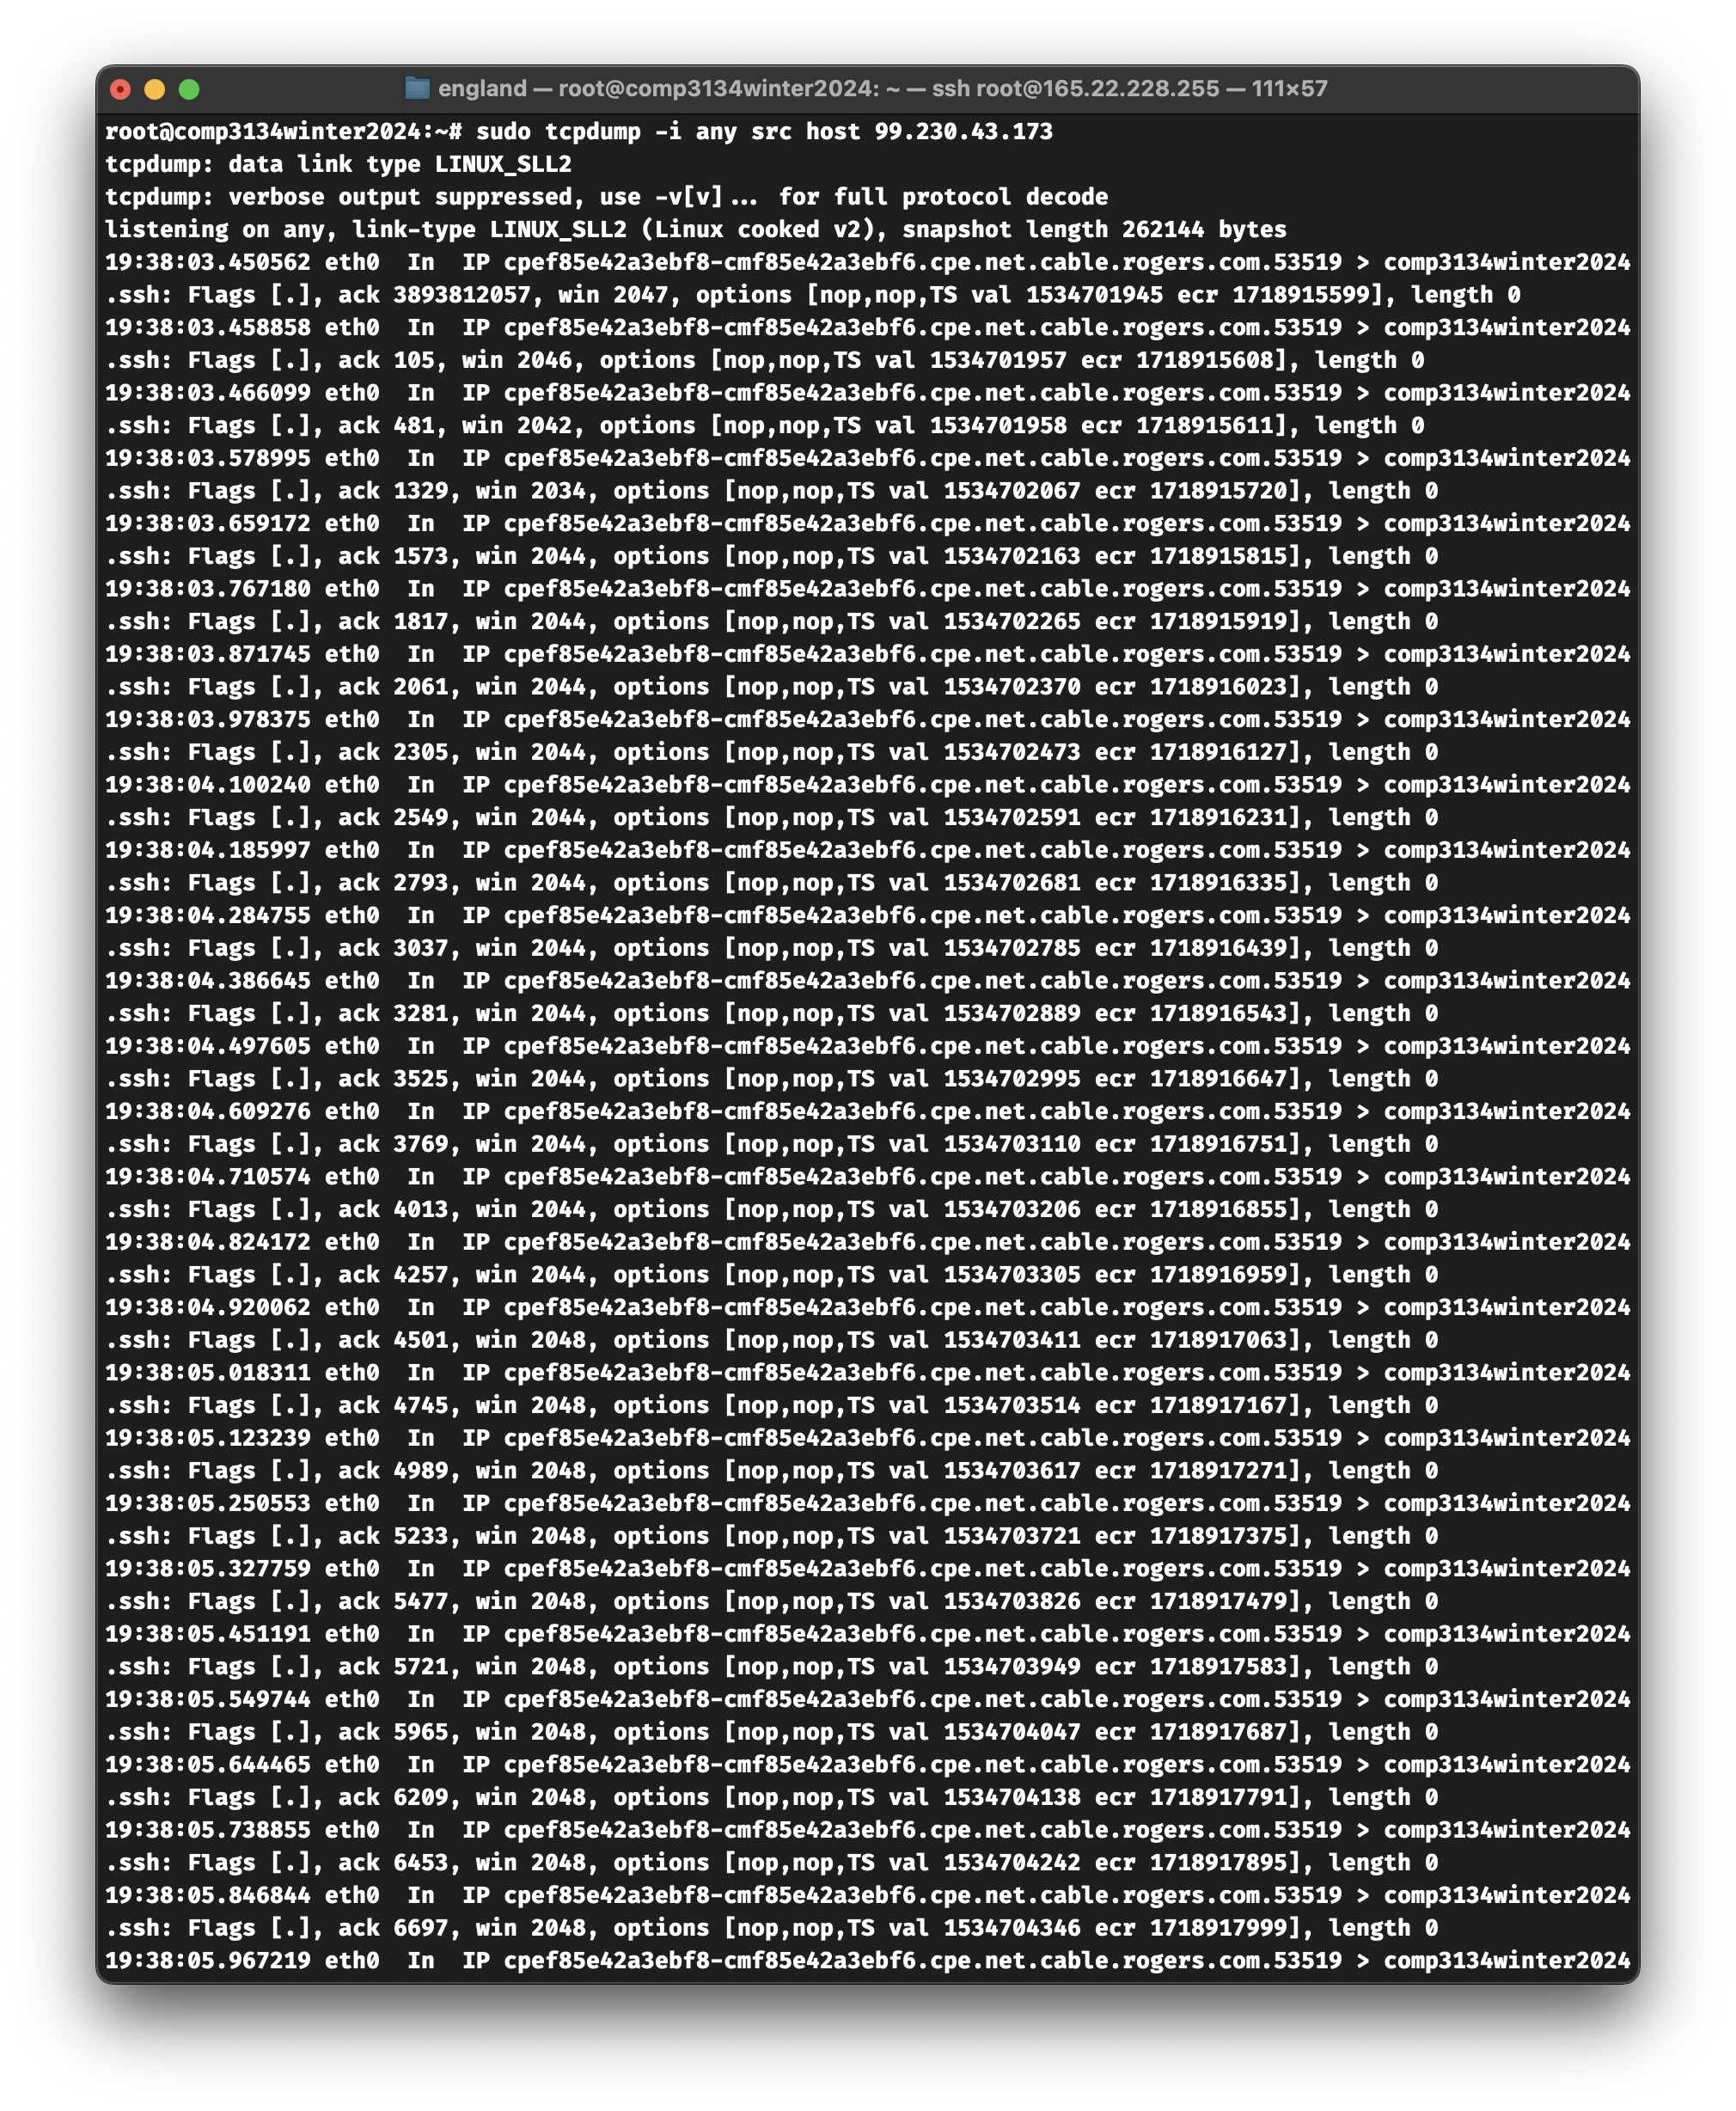 england — root@comp3134winter2024: ~ — ssh root@165.22.228.255 — 111×57
root@comp3134winter2024:~# sudo tcpdump -i any src host 99.230.43.173
tcpdump: data link type LINUX_SLL2
tcpdump: verbose output suppressed, use -v[v]... for full protocol decode
listening on any, link-type LINUX_SLL2 (Linux cooked v2), snapshot length 262144 bytes
19:38:03.450562 eth0  In  IP cpef85e42a3ebf8-cmf85e42a3ebf6.cpe.net.cable.rogers.com.53519 > comp3134winter2024
.ssh: Flags [.], ack 3893812057, win 2047, options [nop,nop,TS val 1534701945 ecr 1718915599], length 0
19:38:03.458858 eth0  In  IP cpef85e42a3ebf8-cmf85e42a3ebf6.cpe.net.cable.rogers.com.53519 > comp3134winter2024
.ssh: Flags [.], ack 105, win 2046, options [nop,nop,TS val 1534701957 ecr 1718915608], length 0
19:38:03.466099 eth0  In  IP cpef85e42a3ebf8-cmf85e42a3ebf6.cpe.net.cable.rogers.com.53519 > comp3134winter2024
.ssh: Flags [.], ack 481, win 2042, options [nop,nop,TS val 1534701958 ecr 1718915611], length 0
19:38:03.578995 eth0  In  IP cpef85e42a3ebf8-cmf85e42a3ebf6.cpe.net.cable.rogers.com.53519 > comp3134winter2024
.ssh: Flags [.], ack 1329, win 2034, options [nop,nop,TS val 1534702067 ecr 1718915720], length 0
19:38:03.659172 eth0  In  IP cpef85e42a3ebf8-cmf85e42a3ebf6.cpe.net.cable.rogers.com.53519 > comp3134winter2024
.ssh: Flags [.], ack 1573, win 2044, options [nop,nop,TS val 1534702163 ecr 1718915815], length 0
19:38:03.767180 eth0  In  IP cpef85e42a3ebf8-cmf85e42a3ebf6.cpe.net.cable.rogers.com.53519 > comp3134winter2024
.ssh: Flags [.], ack 1817, win 2044, options [nop,nop,TS val 1534702265 ecr 1718915919], length 0
19:38:03.871745 eth0  In  IP cpef85e42a3ebf8-cmf85e42a3ebf6.cpe.net.cable.rogers.com.53519 > comp3134winter2024
.ssh: Flags [.], ack 2061, win 2044, options [nop,nop,TS val 1534702370 ecr 1718916023], length 0
19:38:03.978375 eth0  In  IP cpef85e42a3ebf8-cmf85e42a3ebf6.cpe.net.cable.rogers.com.53519 > comp3134winter2024
.ssh: Flags [.], ack 2305, win 2044, options [nop,nop,TS val 1534702473 ecr 1718916127], length 0
19:38:04.100240 eth0  In  IP cpef85e42a3ebf8-cmf85e42a3ebf6.cpe.net.cable.rogers.com.53519 > comp3134winter2024
.ssh: Flags [.], ack 2549, win 2044, options [nop,nop,TS val 1534702591 ecr 1718916231], length 0
19:38:04.185997 eth0  In  IP cpef85e42a3ebf8-cmf85e42a3ebf6.cpe.net.cable.rogers.com.53519 > comp3134winter2024
.ssh: Flags [.], ack 2793, win 2044, options [nop,nop,TS val 1534702681 ecr 1718916335], length 0
19:38:04.284755 eth0  In  IP cpef85e42a3ebf8-cmf85e42a3ebf6.cpe.net.cable.rogers.com.53519 > comp3134winter2024
.ssh: Flags [.], ack 3037, win 2044, options [nop,nop,TS val 1534702785 ecr 1718916439], length 0
19:38:04.386645 eth0  In  IP cpef85e42a3ebf8-cmf85e42a3ebf6.cpe.net.cable.rogers.com.53519 > comp3134winter2024
.ssh: Flags [.], ack 3281, win 2044, options [nop,nop,TS val 1534702889 ecr 1718916543], length 0
19:38:04.497605 eth0  In  IP cpef85e42a3ebf8-cmf85e42a3ebf6.cpe.net.cable.rogers.com.53519 > comp3134winter2024
.ssh: Flags [.], ack 3525, win 2044, options [nop,nop,TS val 1534702995 ecr 1718916647], length 0
19:38:04.609276 eth0  In  IP cpef85e42a3ebf8-cmf85e42a3ebf6.cpe.net.cable.rogers.com.53519 > comp3134winter2024
.ssh: Flags [.], ack 3769, win 2044, options [nop,nop,TS val 1534703110 ecr 1718916751], length 0
19:38:04.710574 eth0  In  IP cpef85e42a3ebf8-cmf85e42a3ebf6.cpe.net.cable.rogers.com.53519 > comp3134winter2024
.ssh: Flags [.], ack 4013, win 2044, options [nop,nop,TS val 1534703206 ecr 1718916855], length 0
19:38:04.824172 eth0  In  IP cpef85e42a3ebf8-cmf85e42a3ebf6.cpe.net.cable.rogers.com.53519 > comp3134winter2024
.ssh: Flags [.], ack 4257, win 2044, options [nop,nop,TS val 1534703305 ecr 1718916959], length 0
19:38:04.920062 eth0  In  IP cpef85e42a3ebf8-cmf85e42a3ebf6.cpe.net.cable.rogers.com.53519 > comp3134winter2024
.ssh: Flags [.], ack 4501, win 2048, options [nop,nop,TS val 1534703411 ecr 1718917063], length 0
19:38:05.018311 eth0  In  IP cpef85e42a3ebf8-cmf85e42a3ebf6.cpe.net.cable.rogers.com.53519 > comp3134winter2024
.ssh: Flags [.], ack 4745, win 2048, options [nop,nop,TS val 1534703514 ecr 1718917167], length 0
19:38:05.123239 eth0  In  IP cpef85e42a3ebf8-cmf85e42a3ebf6.cpe.net.cable.rogers.com.53519 > comp3134winter2024
.ssh: Flags [.], ack 4989, win 2048, options [nop,nop,TS val 1534703617 ecr 1718917271], length 0
19:38:05.250553 eth0  In  IP cpef85e42a3ebf8-cmf85e42a3ebf6.cpe.net.cable.rogers.com.53519 > comp3134winter2024
.ssh: Flags [.], ack 5233, win 2048, options [nop,nop,TS val 1534703721 ecr 1718917375], length 0
19:38:05.327759 eth0  In  IP cpef85e42a3ebf8-cmf85e42a3ebf6.cpe.net.cable.rogers.com.53519 > comp3134winter2024
.ssh: Flags [.], ack 5477, win 2048, options [nop,nop,TS val 1534703826 ecr 1718917479], length 0
19:38:05.451191 eth0  In  IP cpef85e42a3ebf8-cmf85e42a3ebf6.cpe.net.cable.rogers.com.53519 > comp3134winter2024
.ssh: Flags [.], ack 5721, win 2048, options [nop,nop,TS val 1534703949 ecr 1718917583], length 0
19:38:05.549744 eth0  In  IP cpef85e42a3ebf8-cmf85e42a3ebf6.cpe.net.cable.rogers.com.53519 > comp3134winter2024
.ssh: Flags [.], ack 5965, win 2048, options [nop,nop,TS val 1534704047 ecr 1718917687], length 0
19:38:05.644465 eth0  In  IP cpef85e42a3ebf8-cmf85e42a3ebf6.cpe.net.cable.rogers.com.53519 > comp3134winter2024
.ssh: Flags [.], ack 6209, win 2048, options [nop,nop,TS val 1534704138 ecr 1718917791], length 0
19:38:05.738855 eth0  In  IP cpef85e42a3ebf8-cmf85e42a3ebf6.cpe.net.cable.rogers.com.53519 > comp3134winter2024
.ssh: Flags [.], ack 6453, win 2048, options [nop,nop,TS val 1534704242 ecr 1718917895], length 0
19:38:05.846844 eth0  In  IP cpef85e42a3ebf8-cmf85e42a3ebf6.cpe.net.cable.rogers.com.53519 > comp3134winter2024
.ssh: Flags [.], ack 6697, win 2048, options [nop,nop,TS val 1534704346 ecr 1718917999], length 0
19:38:05.967219 eth0  In  IP cpef85e42a3ebf8-cmf85e42a3ebf6.cpe.net.cable.rogers.com.53519 > comp3134winter2024